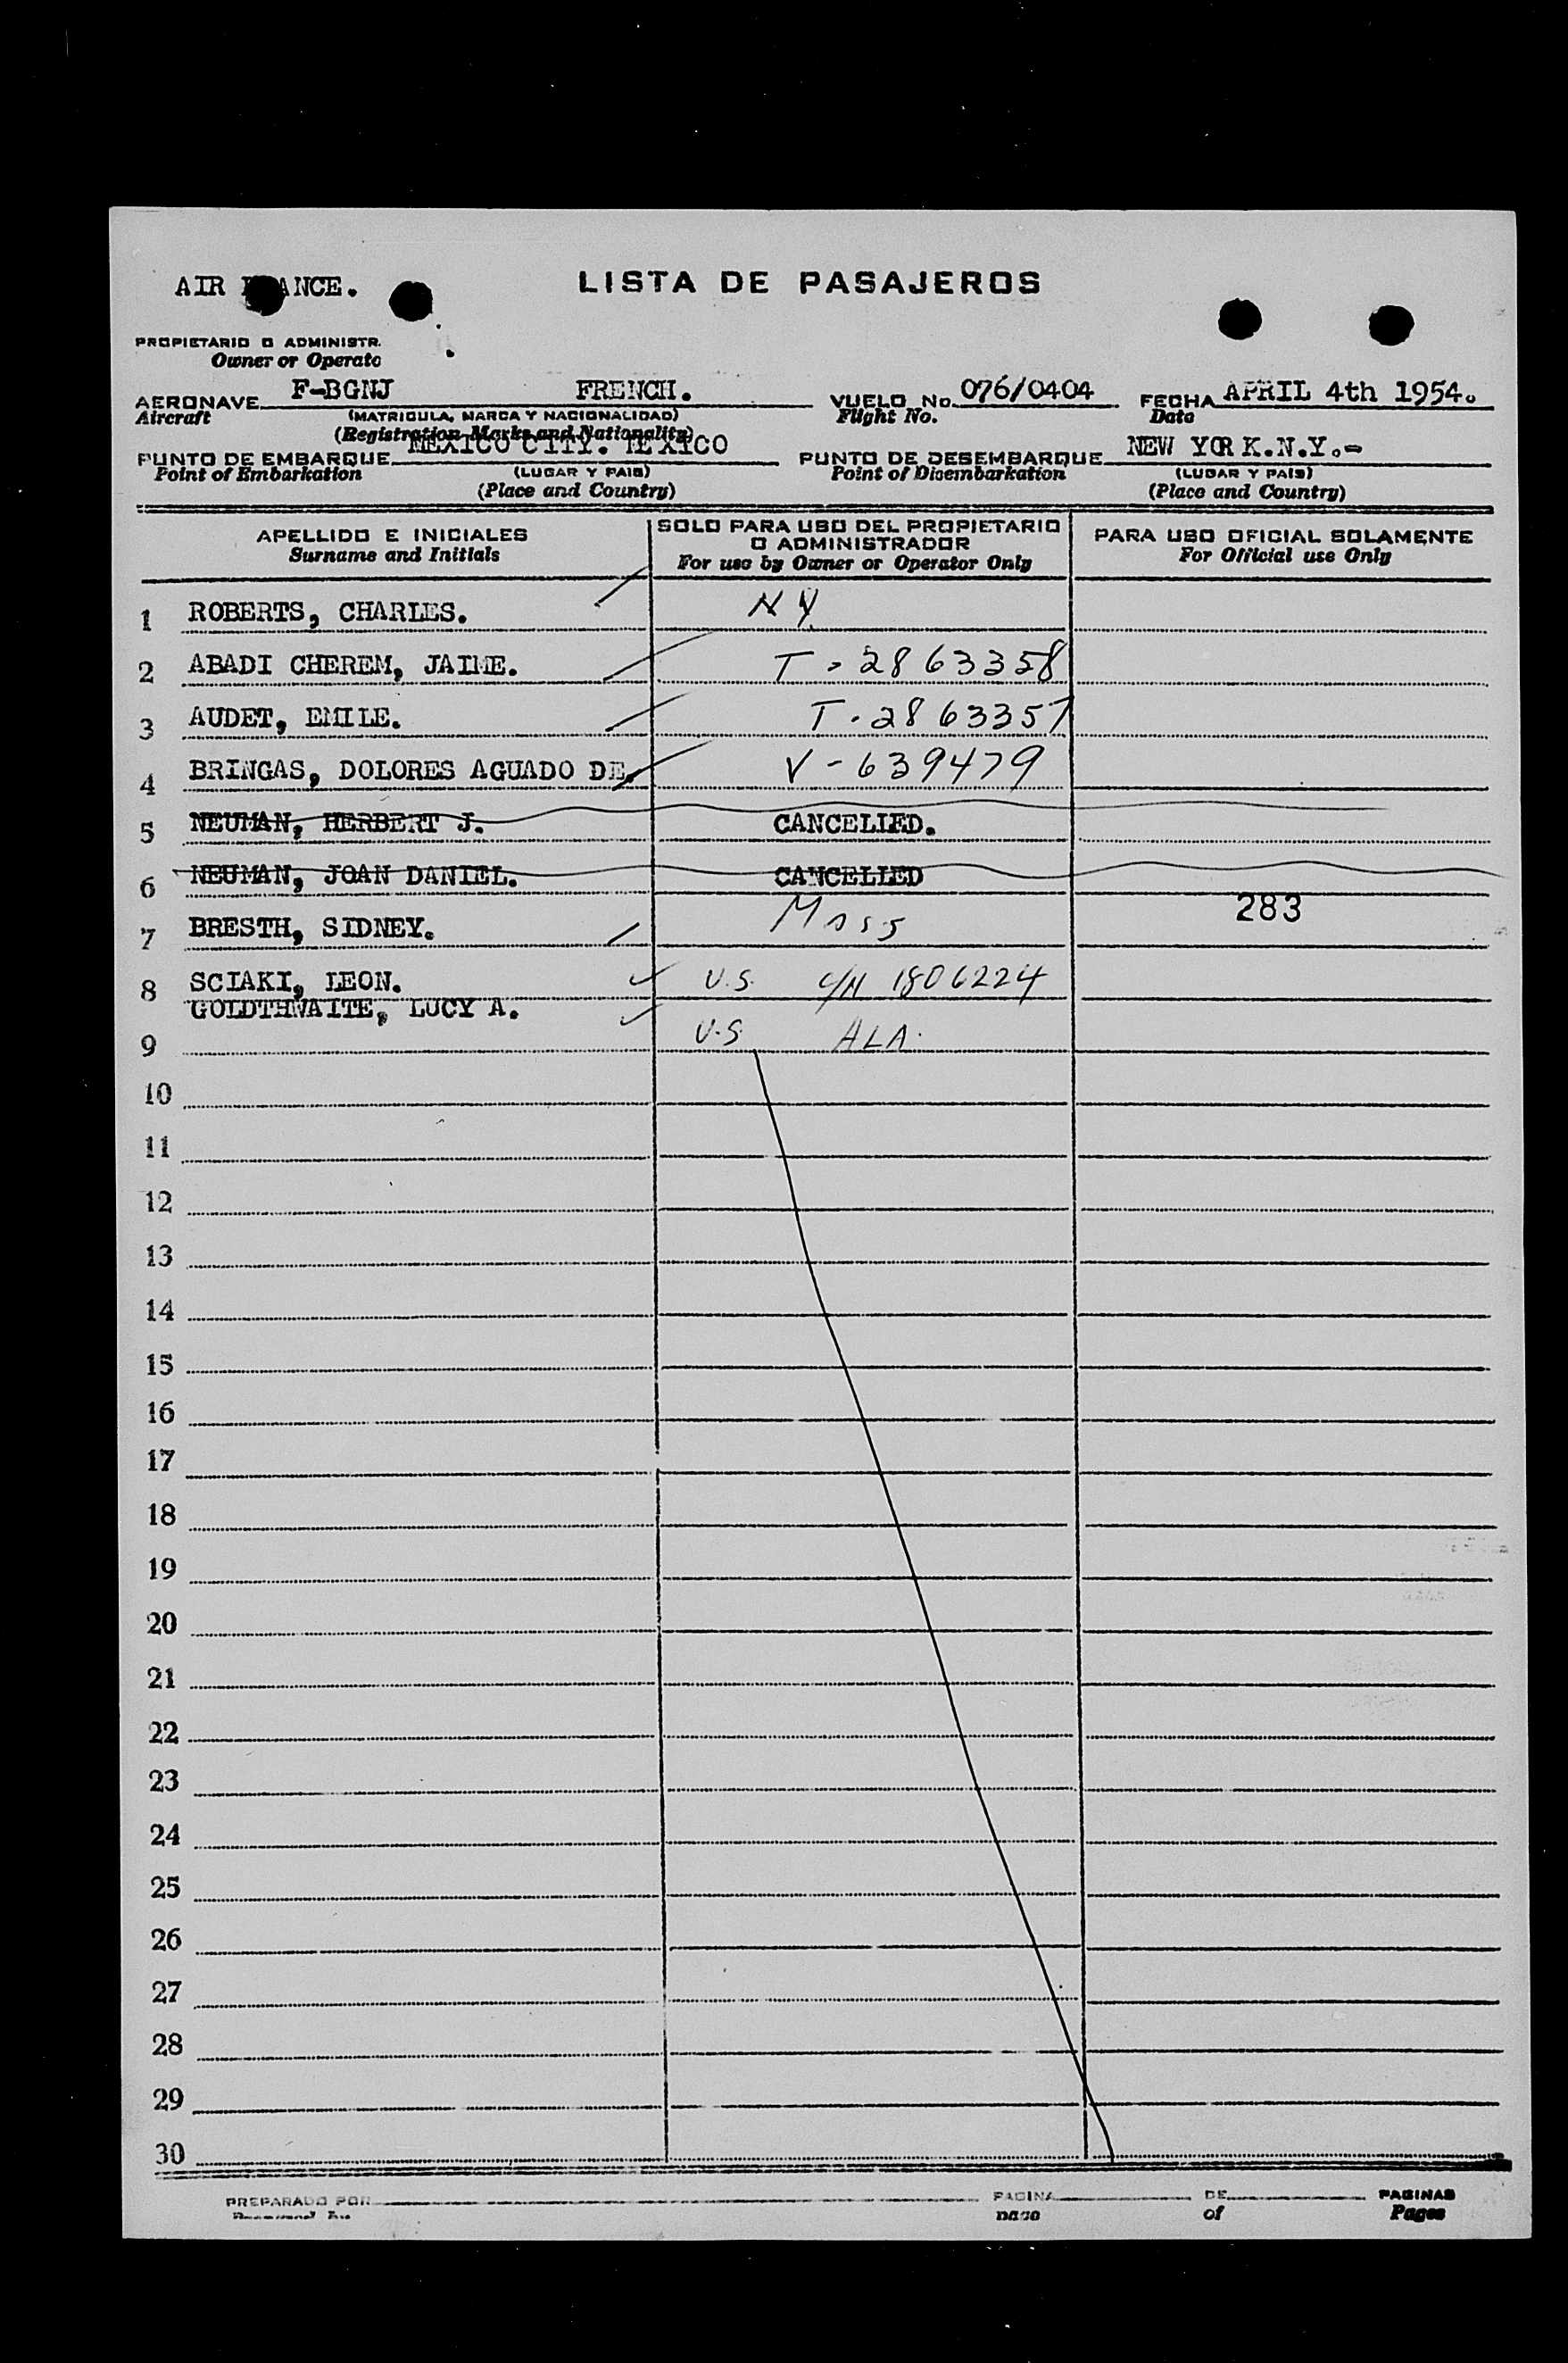 AIR FRANCE.
LISTA DE PASAJEROS
PROPIETARIO O ADMINISTR.
Owner or Operato
AERONAVE F-BGNJ FRENCH. VUELO No. 076/0404 FECHA APRIL 4th 1954.
Aircraft (MATRICULA, MARCA Y NACIONALIDAD) Flight No. Date
(Registration Marks and Nationality)
PUNTO DE EMBARQUE MEXICO CITY. MEXICO PUNTO DE DESEMBARQUE NEW YORK.N.Y.-
Point of Embarkation (LUGAR Y PAIS) Point of Disembarkation (LUGAR Y PAIS)
(Place and Country) (Place and Country)
APELLIDO E INICIALES SOLO PARA USO DEL PROPIETARIO O ADMINISTRADOR PARA USO OFICIAL SOLAMENTE
Surname and Initials For use by Owner or Operator Only For Official use Only
1 ROBERTS, CHARLES. NY
2 ABADI CHEREM, JAIME. T-2863358
3 AUDET, EMILE. T-2863357
4 BRINGAS, DOLORES AGUADO DE. V-639479
5 NEUMAN, HERBERT J. CANCELLED.
6 NEUMAN, JOAN DANIEL. CANCELLED
7 BRESTH, SIDNEY. Mass 283
8 SCIAKI, LEON. U.S. C/N 1806224
GOLDTHWAITE, LUCY A.
9 U.S. ALA.
10
11
12
13
14
15
16
17
18
19
20
21
22
23
24
25
26
27
28
29
30
PREPARADO POR PAGINA DE PAGINAS
page of Pages